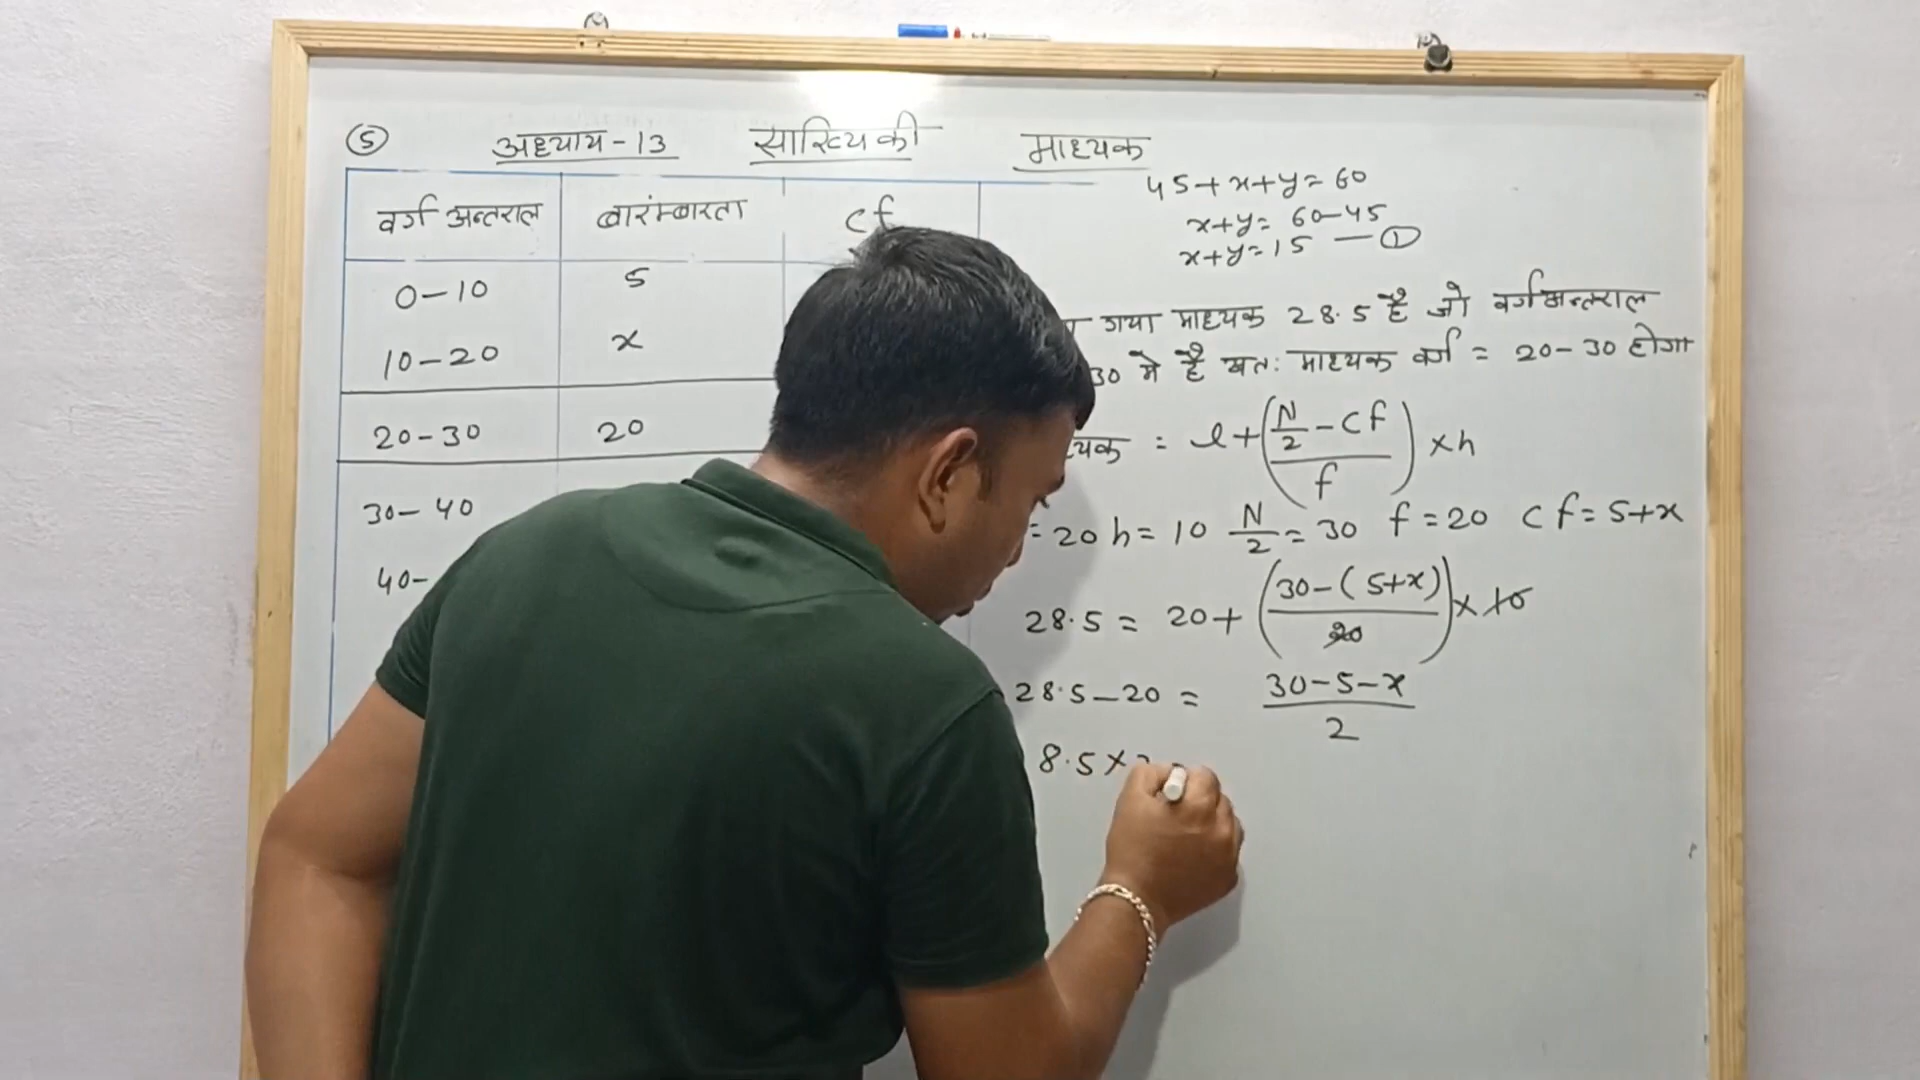 ⑤ अध्याय-13 सांख्यिकी माध्यक
वर्ग अन्तराल बारंम्बारता cf
0-10 5
10-20 x
20-30 20
30-40
40-
45+x+y=60
x+y= 60-45
x+y=15 — ①
गया माध्यक 28.5 है जो वर्गअन्तराल
30 मे है अतः माध्यक वर्ग = 20-30 होगा
ध्यक = l+(N/2-cf/f)×h
=20 h=10 N/2=30 f=20 cf=5+x
28.5 = 20+(30-(5+x)/20)×10
28.5-20 = 30-5-x/2
8.5×